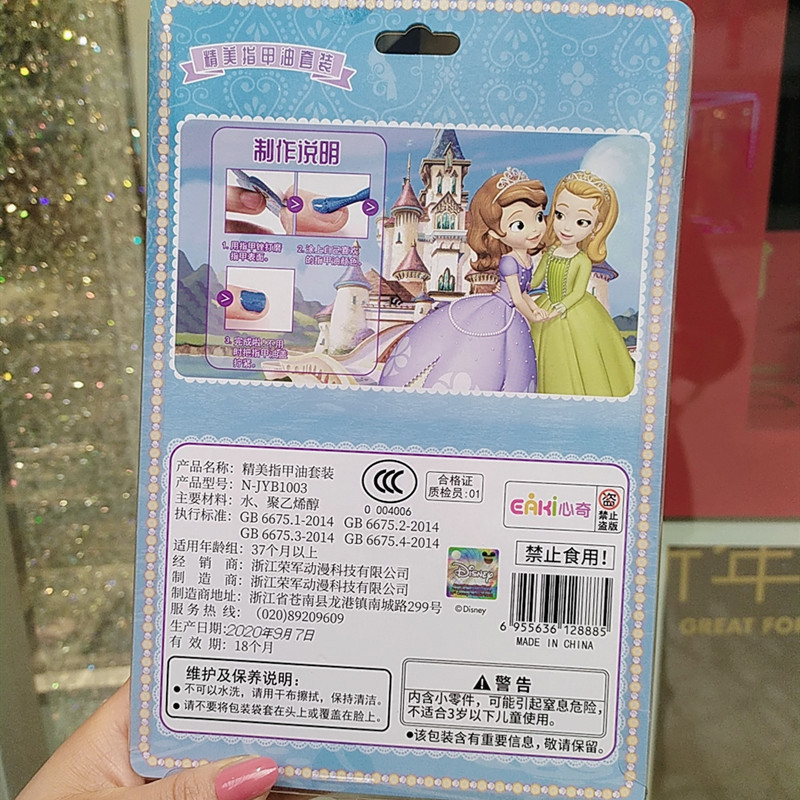 精美指甲油套装
制作说明
1.用指甲锉打磨
指甲表面。
2.涂上自己喜欢
的指甲油颜色。
3.完成啦!不用
时把指甲油盖
拧紧。
产品名称: 精美指甲油套装
产品型号: N-JYB1003
主要材料: 水、聚乙烯醇
执行标准: GB 6675.1-2014 GB 6675.2-2014
GB 6675.3-2014 GB 6675.4-2014
适用年龄组: 37个月以上
经 销 商: 浙江荣军动漫科技有限公司
制 造 商: 浙江荣军动漫科技有限公司
制造商地址: 浙江省苍南县龙港镇南城路299号
服务热线: (020)89209609
生产日期: 2020年9月7日
有 效 期: 18个月
CCC
0 004006
合格证
质检员:01
EAKI心奇
盗
禁止
盗版
禁止食用!
Disney
©Disney
6 955636 128885
MADE IN CHINA
维护及保养说明:
●不可以水洗,请用干布擦拭,保持清洁。
●请不要将包装袋套在头上或覆盖在脸上。
警告
内含小零件,可能引起窒息危险,
不适合3岁以下儿童使用。
●该包装含有重要信息,敬请保留。
年
GREAT FO